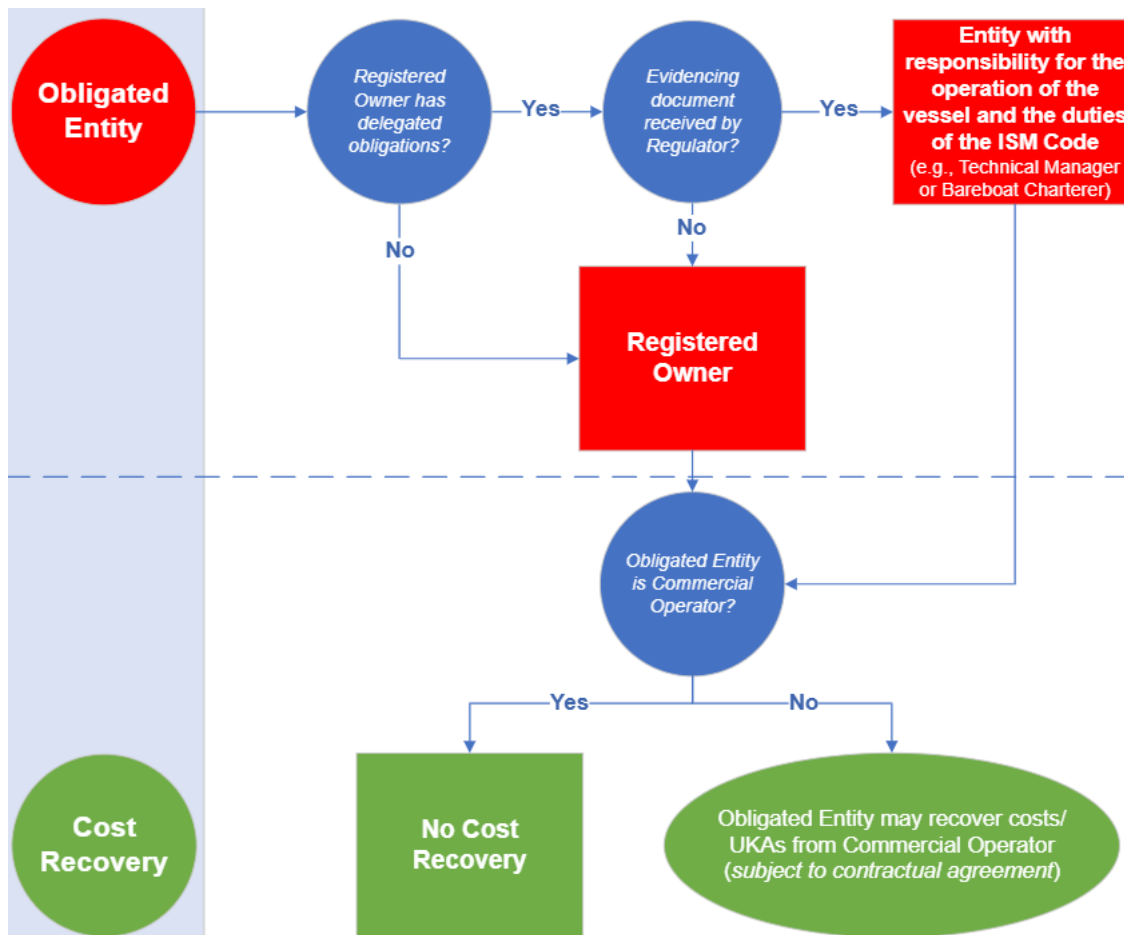 Obligated
Entity
Registered
Owner has
delegated
obligations?
Yes
Evidencing
document
received by
Regulator?
Yes
Entity with
responsibility for the
operation of the
vessel and the duties
of the ISM Code
(e.g., Technical Manager
or Bareboat Charterer)
No
No
Registered
Owner
Obligated Entity
is Commercial
Operator?
Yes
No
Cost
Recovery
No Cost
Recovery
Obligated Entity may recover costs/
UKAs from Commercial Operator
(subject to contractual agreement)